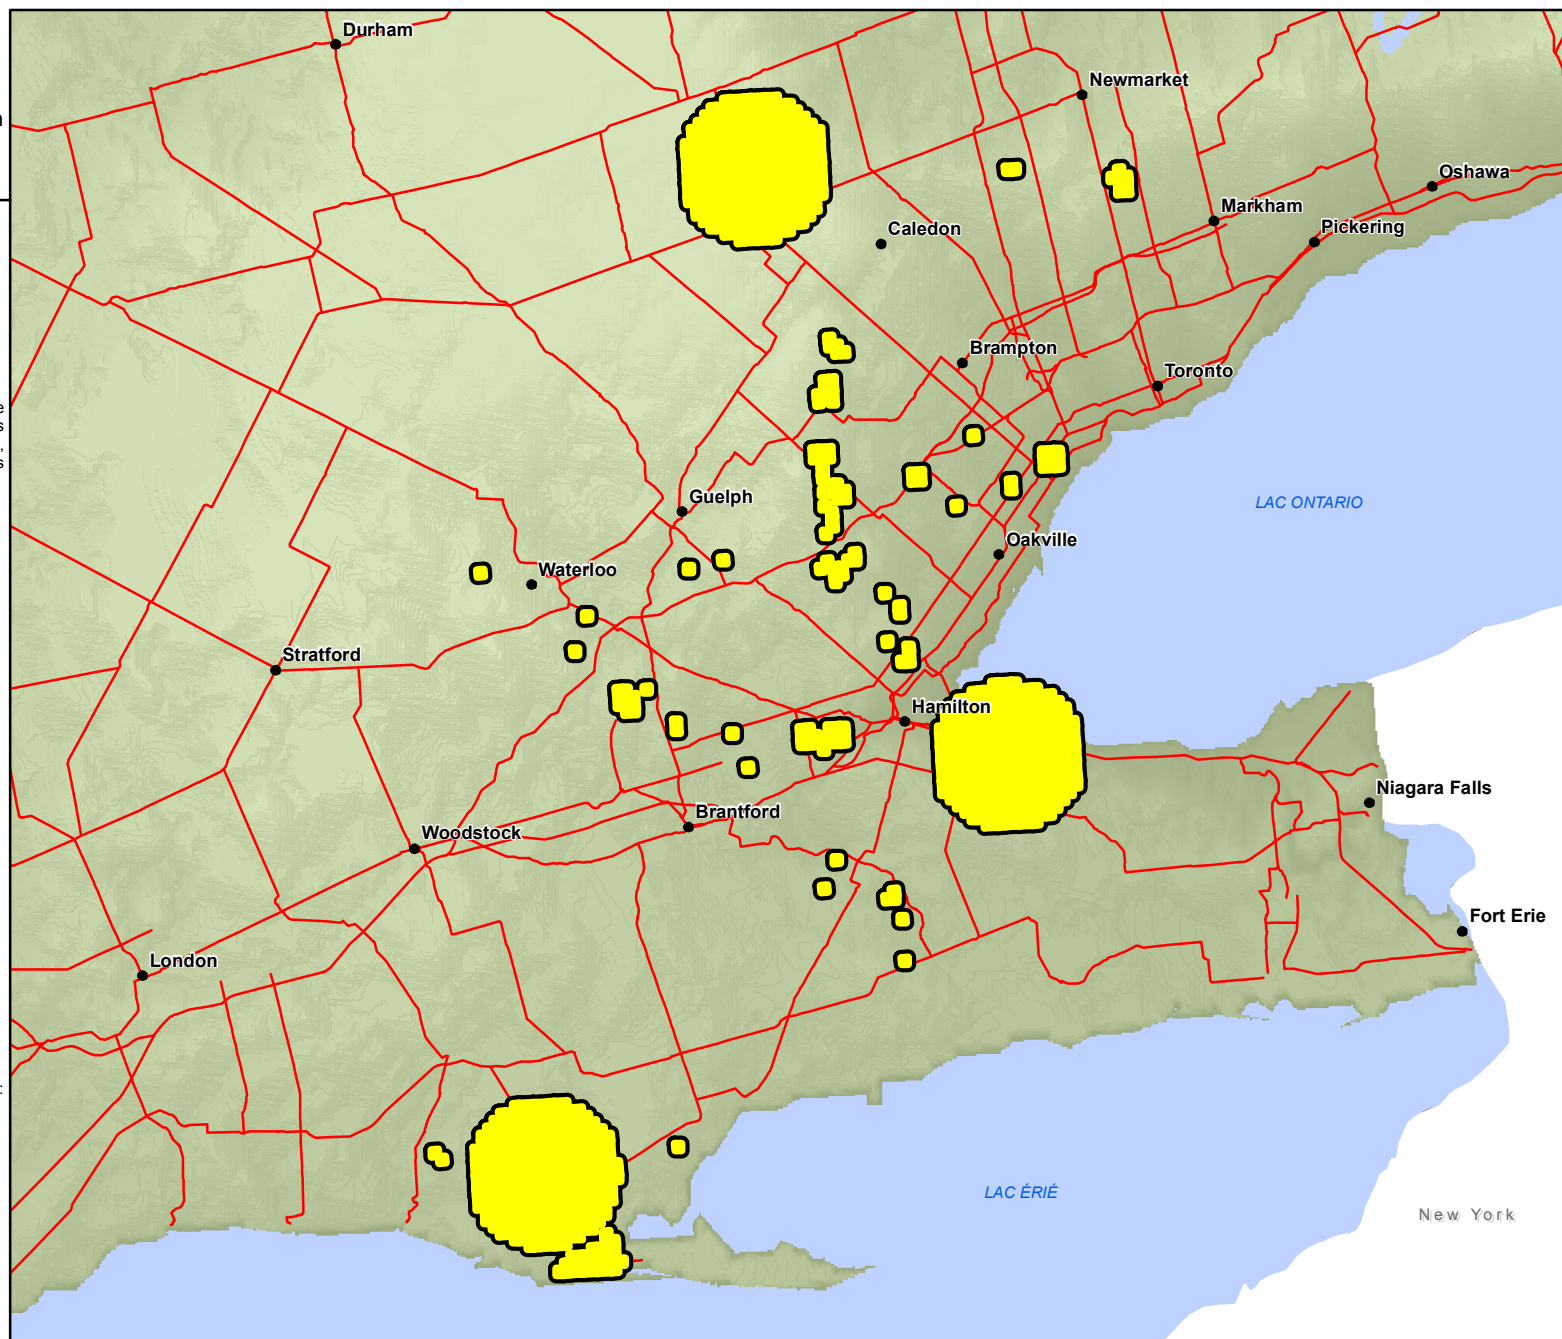 Durham
Newmarket
Oshawa
Markham
Pickering
Caledon
Brampton
Toronto
Guelph
LAC ONTARIO
Oakville
Waterloo
Stratford
Hamilton
Niagara Falls
Brantford
Woodstock
Fort Erie
London
LAC ÉRIÉ
New York